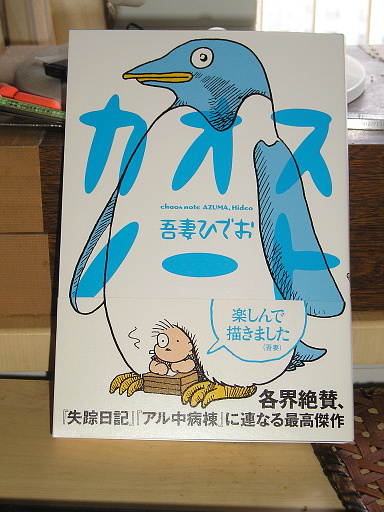 カオス
ノート
chaos note AZUMA, Hideo
吾妻ひでお
楽しんで
描きました
(吾妻)
各界絶賛、
『失踪日記』『アル中病棟』に連なる最高傑作